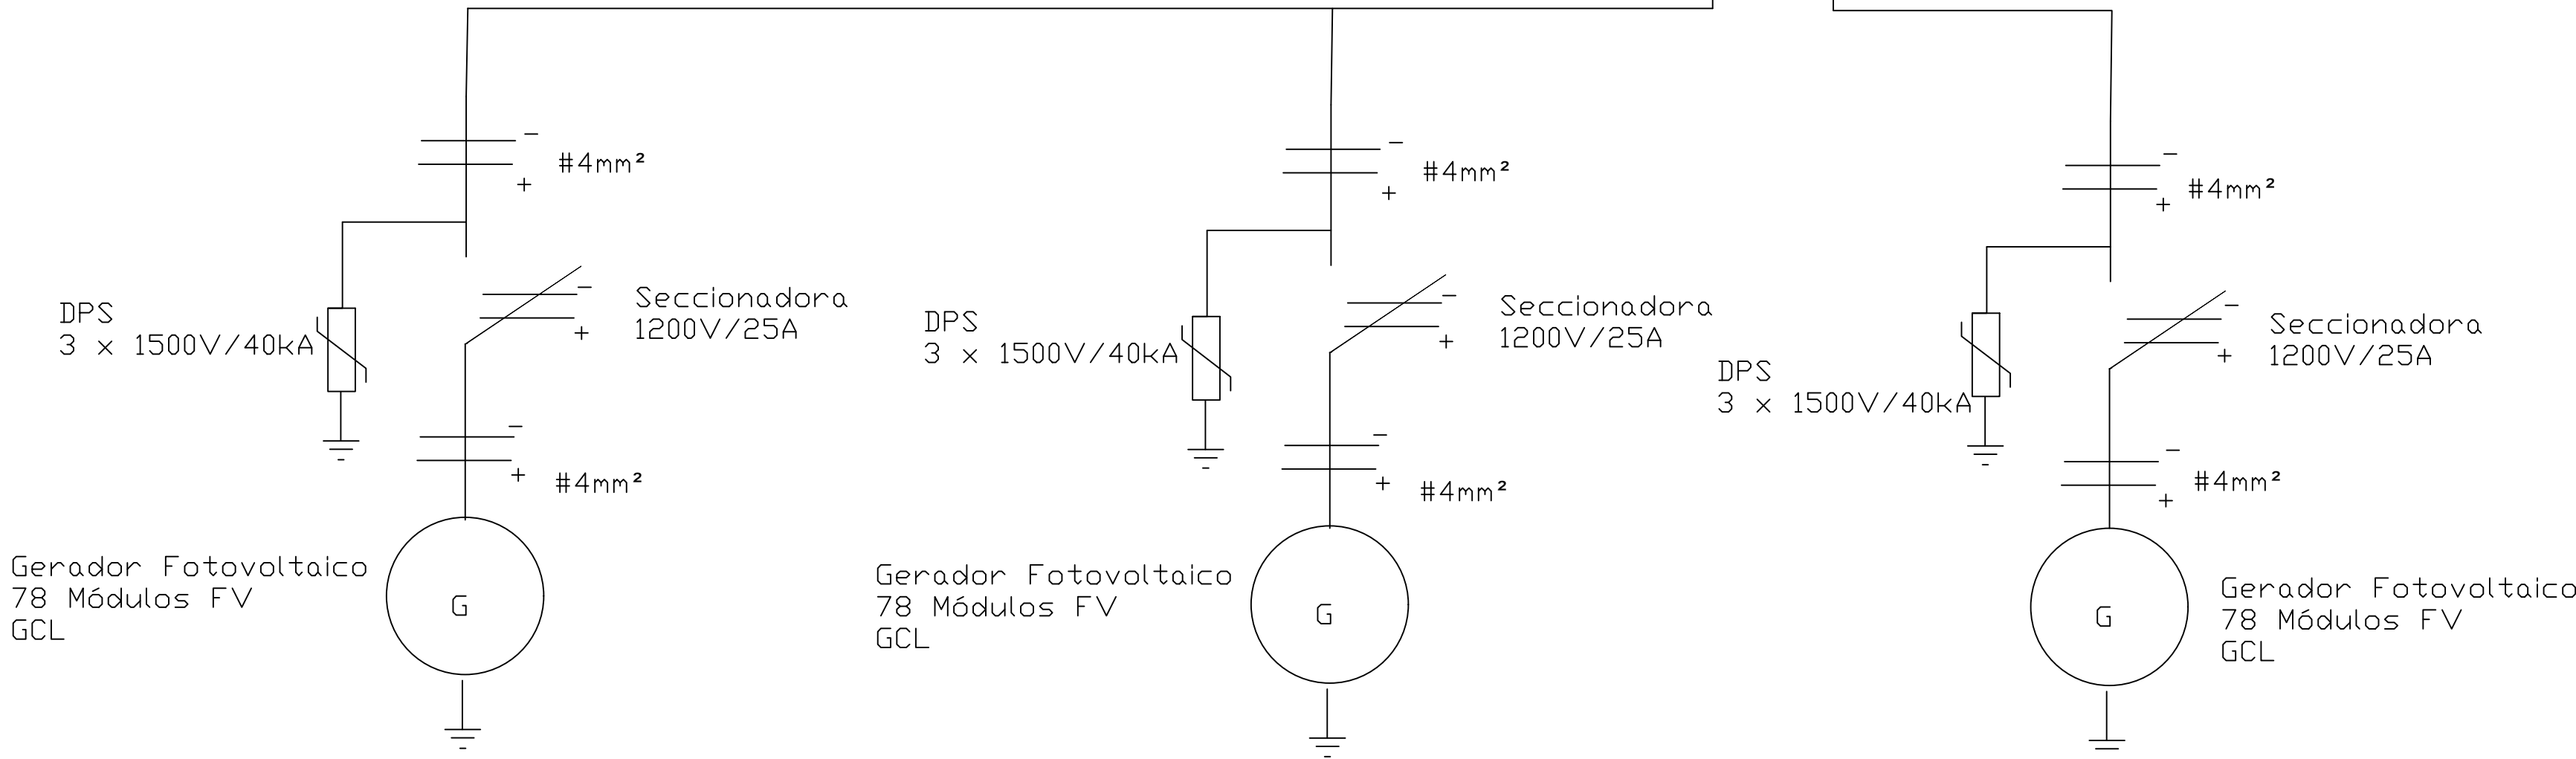 −
#4mm²
+
DPS
3 x 1500V/40kA
−
+
Seccionadora
1200V/25A
−
+
#4mm²
Gerador Fotovoltaico
78 Módulos FV
GCL
G
−
#4mm²
+
DPS
3 x 1500V/40kA
−
+
Seccionadora
1200V/25A
−
+
#4mm²
Gerador Fotovoltaico
78 Módulos FV
GCL
G
−
#4mm²
+
DPS
3 x 1500V/40kA
−
+
Seccionadora
1200V/25A
−
#4mm²
+
G
Gerador Fotovoltaico
78 Módulos FV
GCL